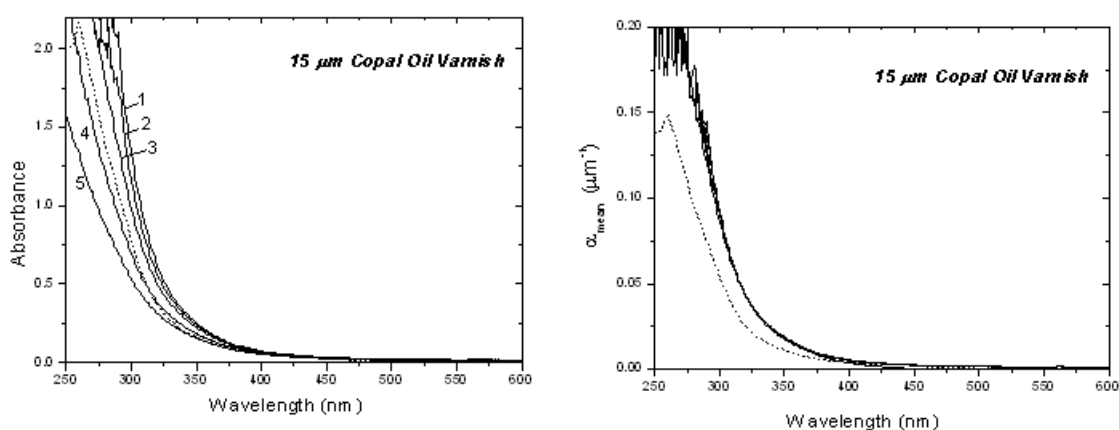 15 μm Copal Oil Varnish
2.0
1.5
1.0
0.5
0.0
Absorbance
1
2
3
4
5
250 300 350 400 450 500 550 600
Wavelength (nm)
15 μm Copal Oil Varnish
0.20
0.15
0.10
0.05
0.00
αmean (μm⁻¹)
250 300 350 400 450 500 550 600
Wavelength (nm)